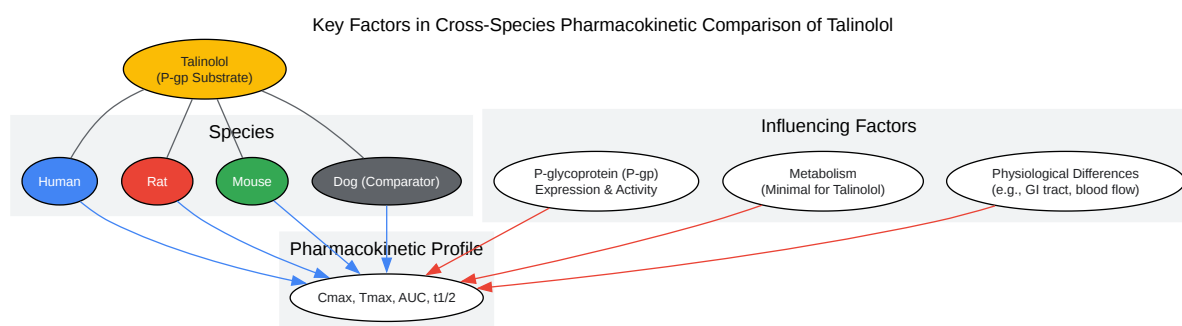 Key Factors in Cross-Species Pharmacokinetic Comparison of Talinolol
Talinolol
(P-gp Substrate)
Species
Human
Rat
Mouse
Dog (Comparator)
Influencing Factors
P-glycoprotein (P-gp)
Expression & Activity
Metabolism
(Minimal for Talinolol)
Physiological Differences
(e.g., GI tract, blood flow)
Pharmacokinetic Profile
Cmax, Tmax, AUC, t1/2